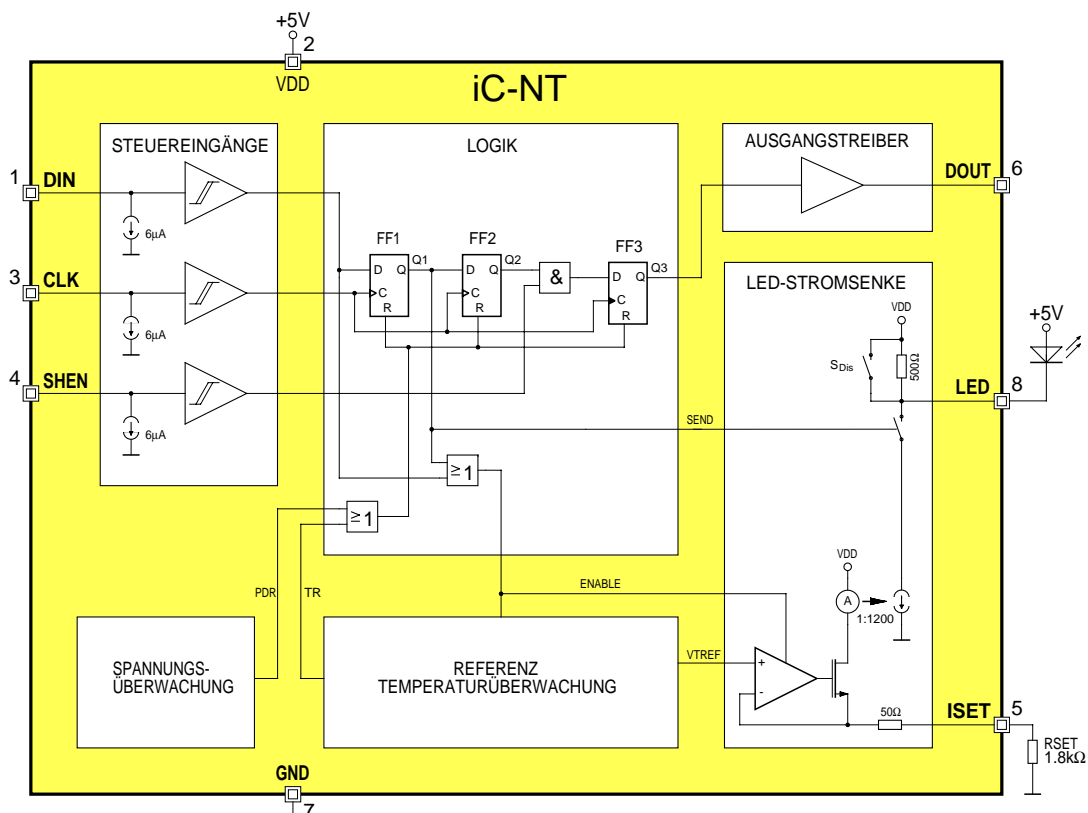 +5V
2
VDD
iC-NT
STEUEREINGÄNGE
LOGIK
AUSGANGSTREIBER
1
DIN
6µA
DOUT
6
FF1
FF2
FF3
D
Q
Q1
C
R
D
Q
Q2
C
R
&
D
Q
Q3
C
R
3
CLK
6µA
LED-STROMSENKE
VDD
SDis
500Ω
+5V
4
SHEN
6µA
LED
8
SEND
≥1
≥1
PDR
TR
ENABLE
VDD
A
1:1200
SPANNUNGS-
ÜBERWACHUNG
REFERENZ
TEMPERATURÜBERWACHUNG
VTREF
+
-
50Ω
ISET
5
RSET
1.8kΩ
GND
7